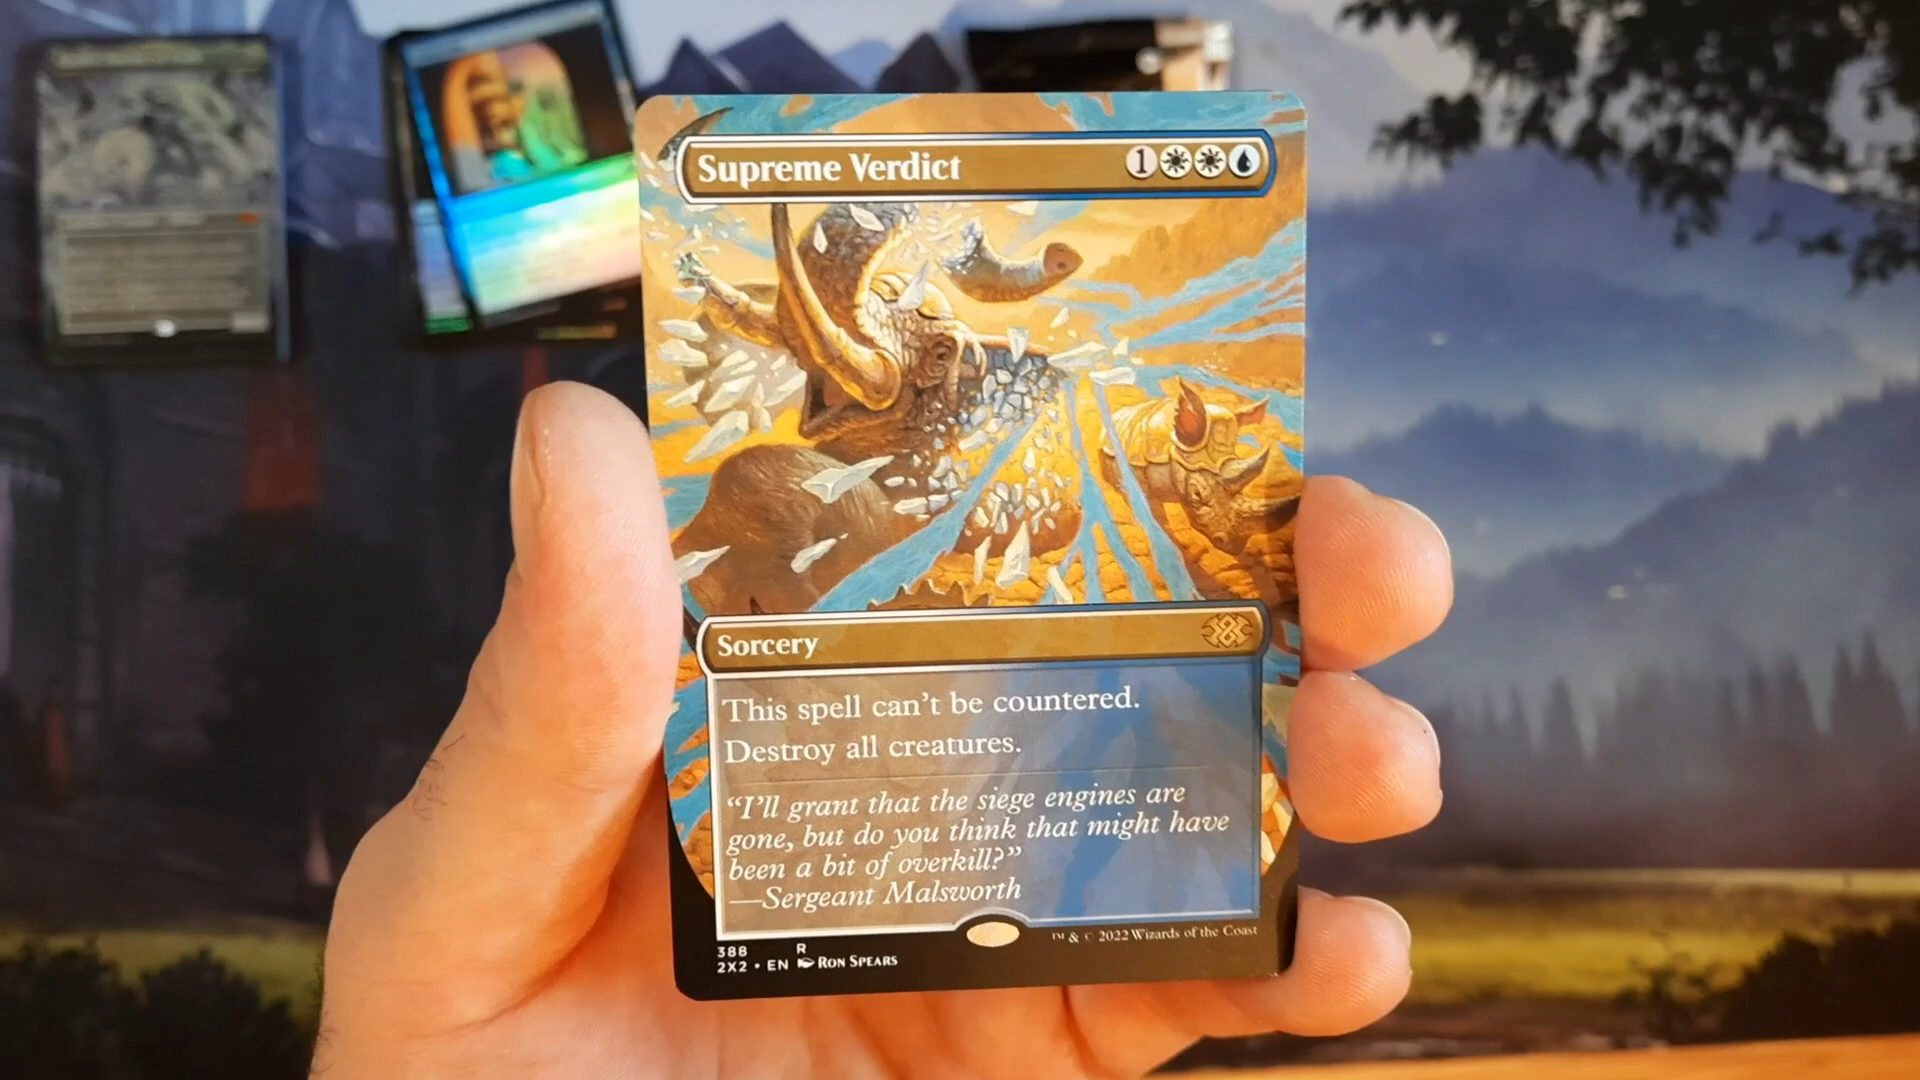 Supreme Verdict 1
Sorcery
This spell can't be countered.
Destroy all creatures.
“I'll grant that the siege engines are
gone, but do you think that might have
been a bit of overkill?”
—Sergeant Malsworth
388 R
2X2 • EN Ron Spears
™ & © 2022 Wizards of the Coast